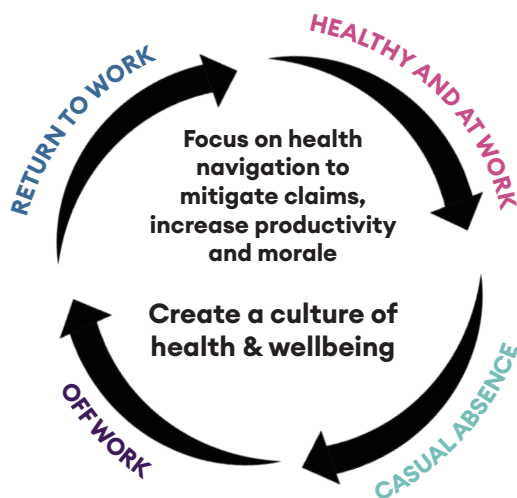 HEALTHY AND AT WORK
RETURN TO WORK
Focus on health
navigation to
mitigate claims,
increase productivity
and morale
Create a culture of
health & wellbeing
OFF WORK
CASUAL ABSENCE